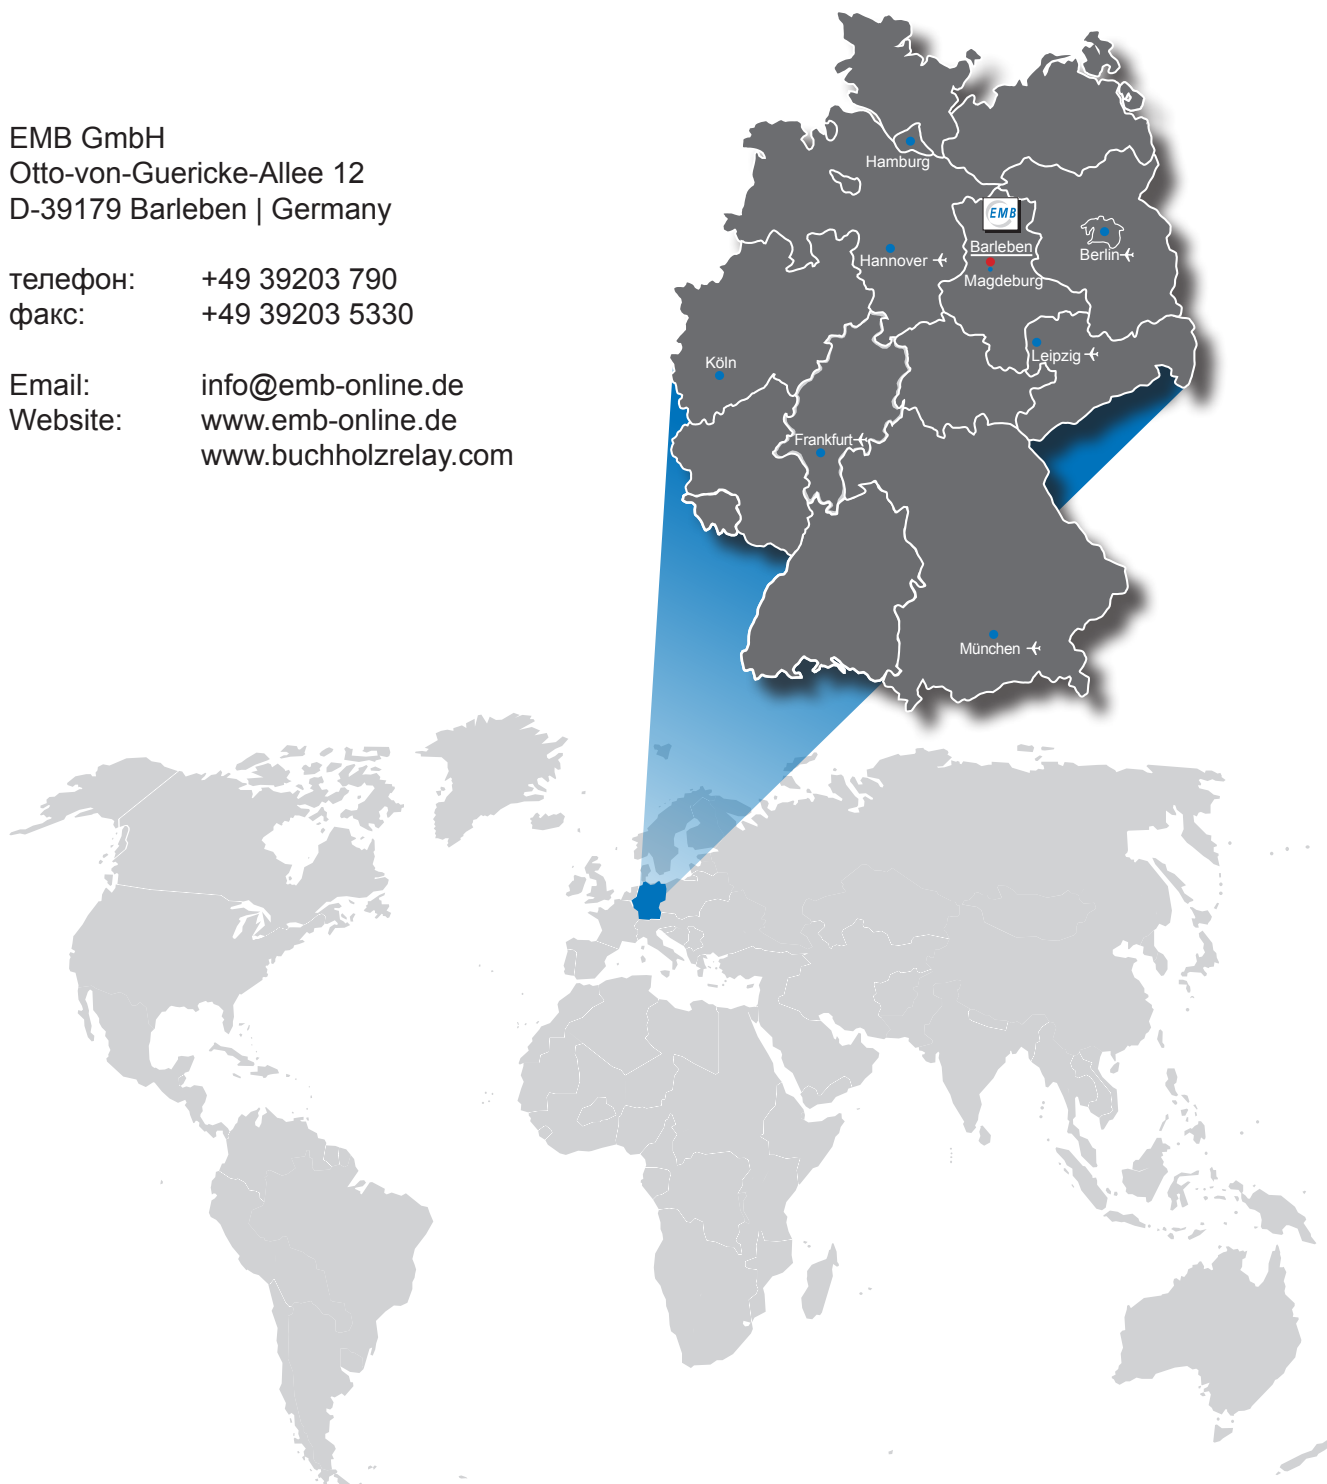 EMB GmbH
Otto-von-Guericke-Allee 12
D-39179 Barleben | Germany
телефон: +49 39203 790
факс: +49 39203 5330
Email: info@emb-online.de
Website: www.emb-online.de
www.buchholzrelay.com
Hamburg
EMB
Barleben
Hannover
Berlin
Magdeburg
Leipzig
Köln
Frankfurt
München